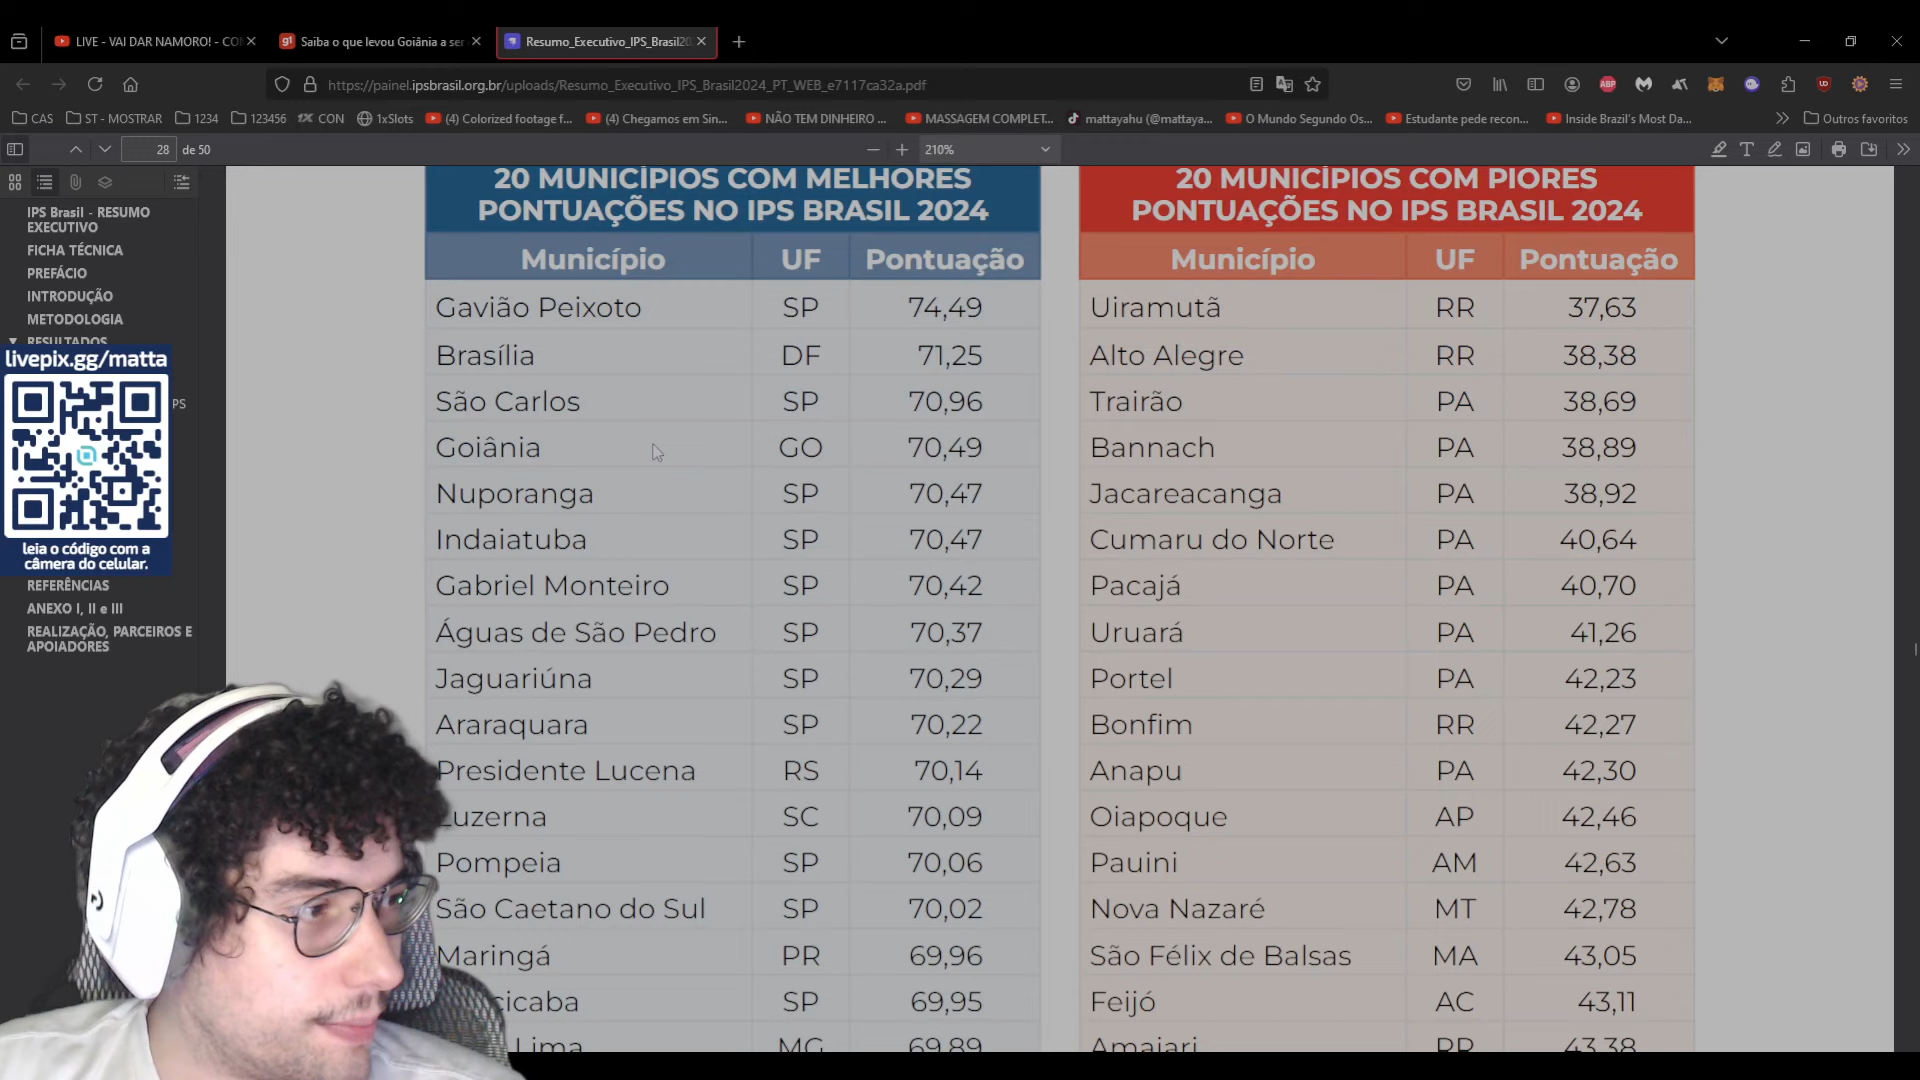 LIVE - VAI DAR NAMORO! - CO
Saiba o que levou Goiânia a ser
Resumo_Executivo_IPS_Brasil20
https://painel.ipsbrasil.org.br/uploads/Resumo_Executivo_IPS_Brasil2024_PT_WEB_e7117ca32a.pdf
CAS
ST - MOSTRAR
1234
123456
CON
1xSlots
(4) Colorized footage f...
(4) Chegamos em Sin...
NÃO TEM DINHEIRO ...
MASSAGEM COMPLET...
mattayahu (@mattaya...
O Mundo Segundo Os...
Estudante pede recon...
Inside Brazil's Most Da...
Outros favoritos
28 de 50
210%
IPS Brasil - RESUMO
EXECUTIVO
FICHA TÉCNICA
PREFÁCIO
INTRODUÇÃO
METODOLOGIA
RESULTADOS
livepix.gg/matta
PS
leia o código com a
câmera do celular.
REFERÊNCIAS
ANEXO I, II e III
REALIZAÇÃO, PARCEIROS E
APOIADORES
20 MUNICÍPIOS COM MELHORES
PONTUAÇÕES NO IPS BRASIL 2024
Município UF Pontuação
Gavião Peixoto SP 74,49
Brasília DF 71,25
São Carlos SP 70,96
Goiânia GO 70,49
Nuporanga SP 70,47
Indaiatuba SP 70,47
Gabriel Monteiro SP 70,42
Águas de São Pedro SP 70,37
Jaguariúna SP 70,29
Araraquara SP 70,22
Presidente Lucena RS 70,14
Luzerna SC 70,09
Pompeia SP 70,06
São Caetano do Sul SP 70,02
Maringá PR 69,96
cicaba SP 69,95
Lima MG 69,89
20 MUNICÍPIOS COM PIORES
PONTUAÇÕES NO IPS BRASIL 2024
Município UF Pontuação
Uiramutã RR 37,63
Alto Alegre RR 38,38
Trairão PA 38,69
Bannach PA 38,89
Jacareacanga PA 38,92
Cumaru do Norte PA 40,64
Pacajá PA 40,70
Uruará PA 41,26
Portel PA 42,23
Bonfim RR 42,27
Anapu PA 42,30
Oiapoque AP 42,46
Pauini AM 42,63
Nova Nazaré MT 42,78
São Félix de Balsas MA 43,05
Feijó AC 43,11
Amajari RR 43,38